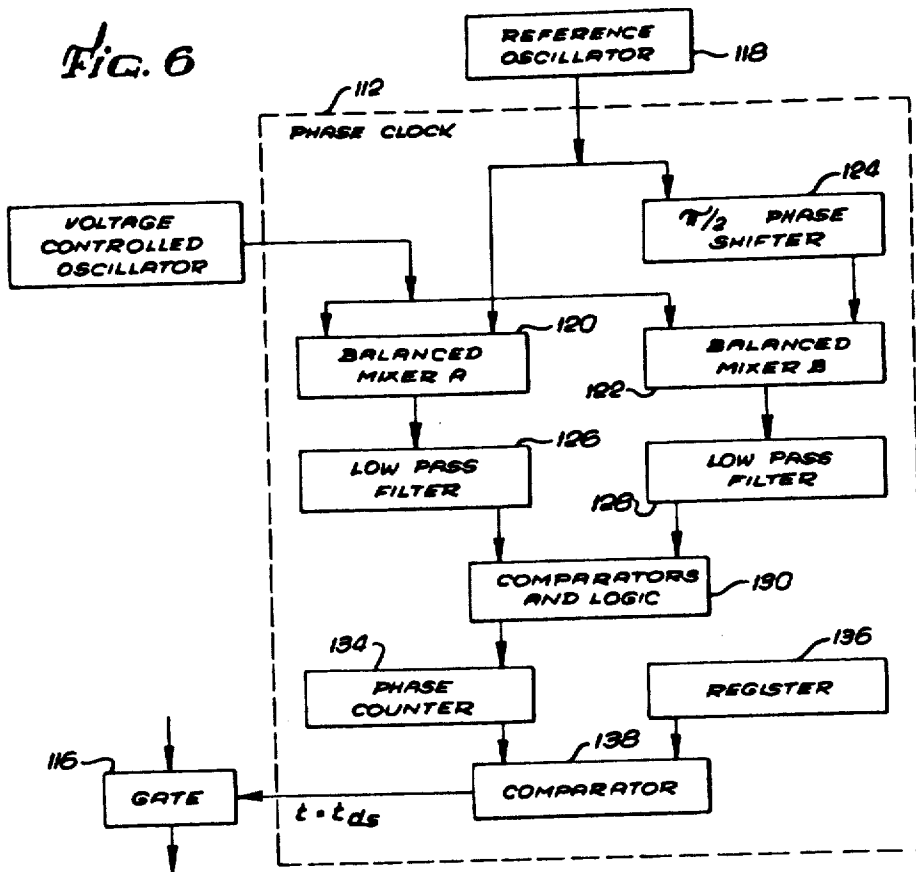 Fig. 6
REFERENCE
OSCILLATOR
118
112
PHASE CLOCK
124
π/2 PHASE
SHIFTER
VOLTAGE
CONTROLLED
OSCILLATOR
120
BALANCED
MIXER A
BALANCED
MIXER B
122
126
LOW PASS
FILTER
LOW PASS
FILTER
128
COMPARATORS
AND LOGIC
130
134
PHASE
COUNTER
136
REGISTER
138
COMPARATOR
116
GATE
t = tds